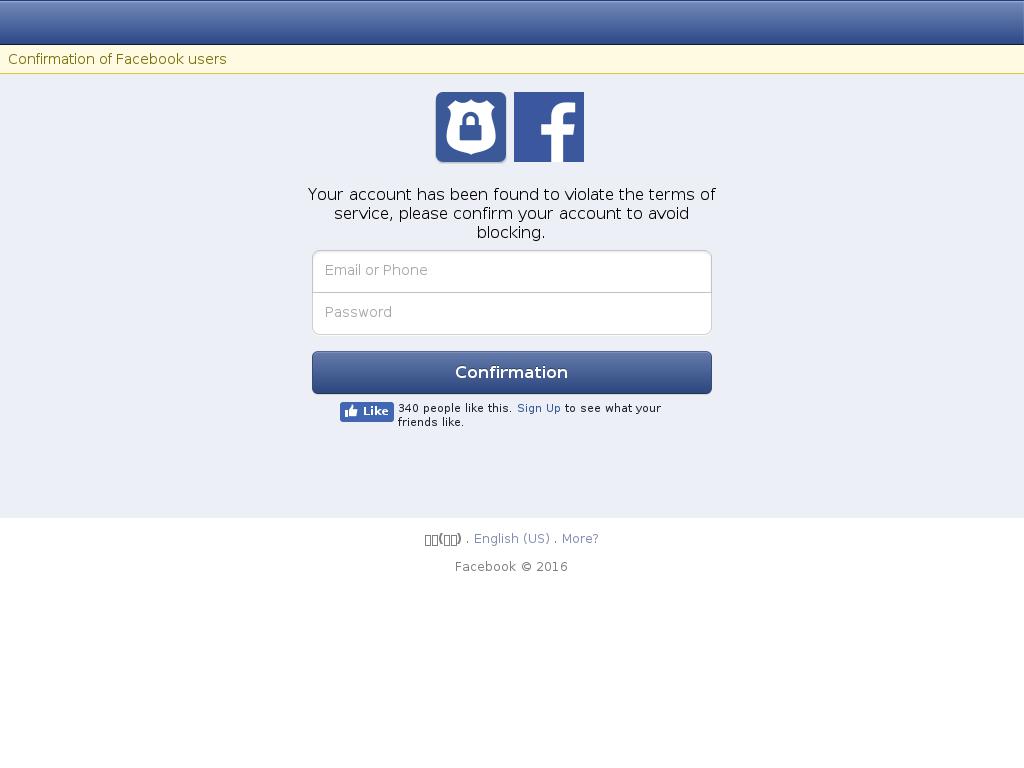 Confirmation of Facebook users
Your account has been found to violate the terms of
service, please confirm your account to avoid
blocking.
Email or Phone
Password
Confirmation
Like 340 people like this. Sign Up to see what your
friends like.
. English (US) . More?
Facebook © 2016